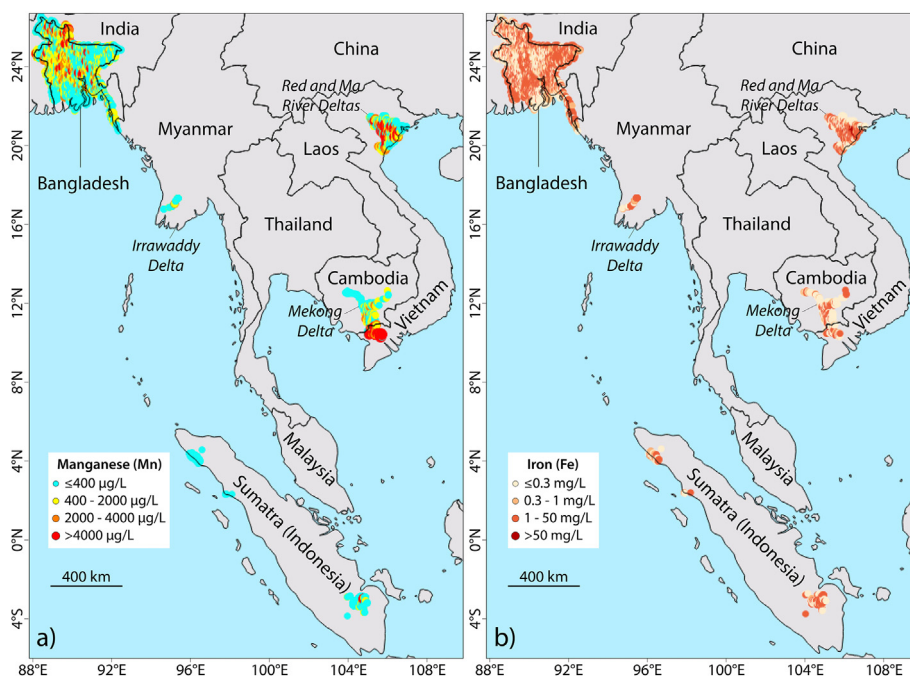 India
China
24°N
Red and Ma
River Deltas
Myanmar
20°N
Laos
Bangladesh
Thailand
16°N
Irrawaddy
Delta
Cambodia
12°N
Mekong
Delta
Vietnam
8°N
Malaysia
4°N
Manganese (Mn)
≤400 µg/L
400 - 2000 µg/L
2000 - 4000 µg/L
>4000 µg/L
Sumatra (Indonesia)
0°N
400 km
4°S
a)
88°E 92°E 96°E 100°E 104°E 108°E
India
China
24°N
Red and Ma
River Deltas
Myanmar
20°N
Laos
Bangladesh
Thailand
16°N
Irrawaddy
Delta
Cambodia
12°N
Mekong
Delta
Vietnam
8°N
Malaysia
4°N
Iron (Fe)
≤0.3 mg/L
0.3 - 1 mg/L
1 - 50 mg/L
>50 mg/L
Sumatra (Indonesia)
0°N
400 km
4°S
b)
88°E 92°E 96°E 100°E 104°E 108°E